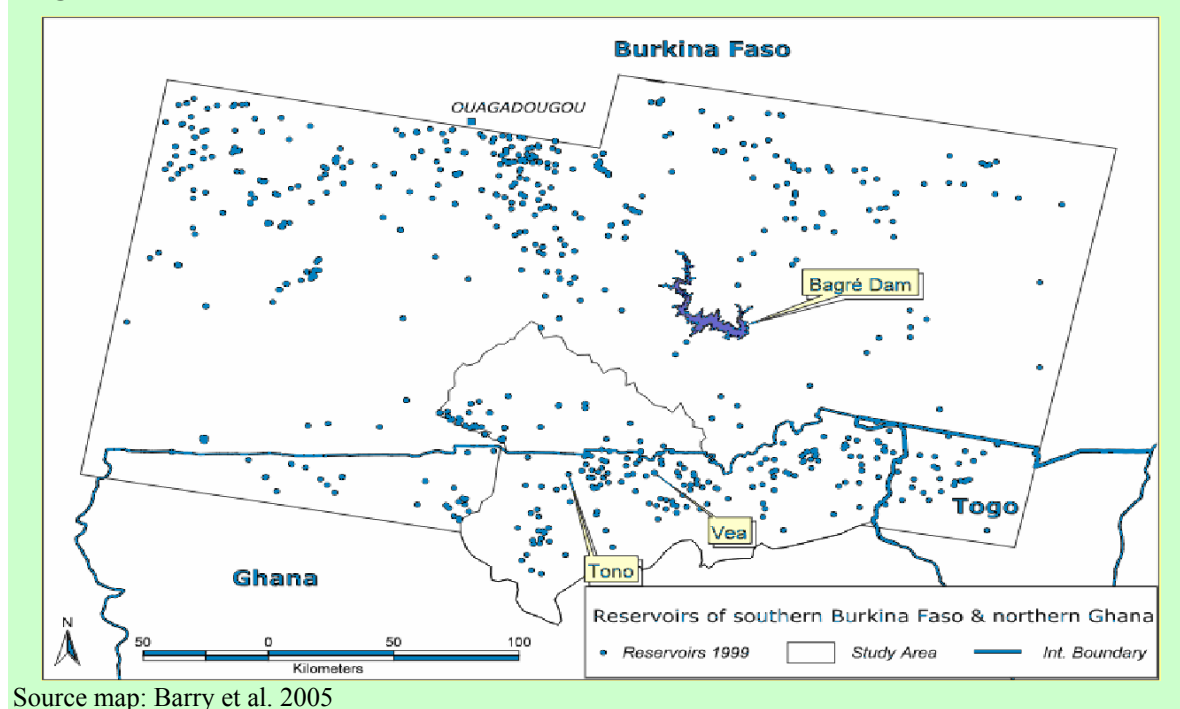 Burkina Faso
OUAGADOUGOU
Bagré Dam
Vea
Togo
Tono
Ghana
Reservoirs of southern Burkina Faso & northern Ghana
Reservoirs 1999 Study Area Int. Boundary
N
50 0 50 100
Kilometers
Source map: Barry et al. 2005